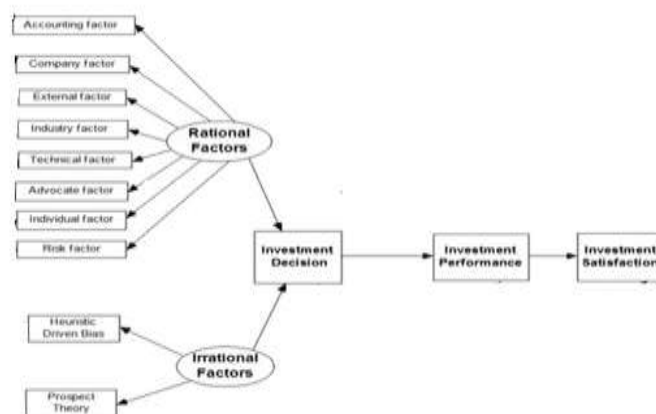 Accounting factor
Company factor
External factor
Industry factor
Technical factor
Advocate factor
Individual factor
Risk factor
Rational
Factors
Investment
Decision
Investment
Performance
Investment
Satisfaction
Heuristic
Driven Bias
Irrational
Factors
Prospect
Theory